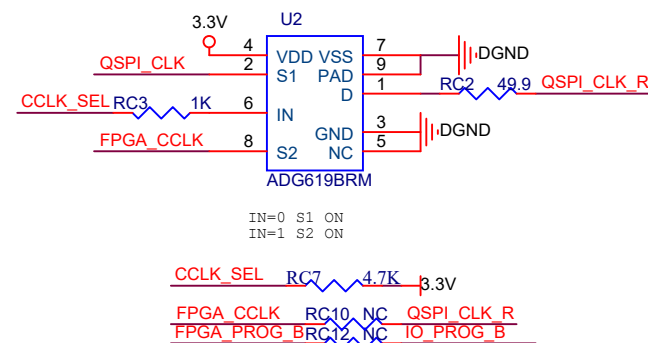 3.3V
U2
4 VDD VSS 7 DGND
QSPI_CLK 2 S1 PAD 9
D 1 RC2 49.9 QSPI_CLK_R
CCLK_SEL RC3 1K 6 IN
GND 3 DGND
FPGA_CCLK 8 S2 NC 5
ADG619BRM
IN=0 S1 ON
IN=1 S2 ON
CCLK_SEL RC7 4.7K 3.3V
FPGA_CCLK RC10 NC QSPI_CLK_R
FPGA_PROG_B RC12 NC IO_PROG_B